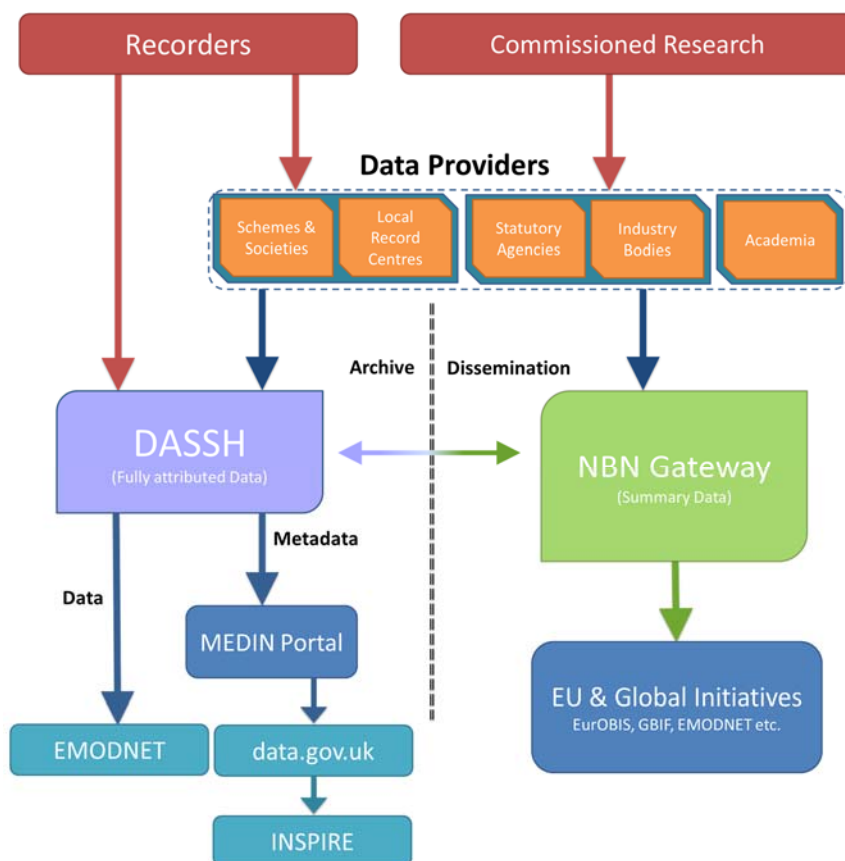 Recorders
Commissioned Research
Data Providers
Schemes &
Societies
Local
Record
Centres
Statutory
Agencies
Industry
Bodies
Academia
Archive
Dissemination
DASSH
(Fully attributed Data)
NBN Gateway
(Summary Data)
Metadata
Data
MEDIN Portal
EU & Global Initiatives
EurOBIS, GBIF, EMODNET etc.
EMODNET
data.gov.uk
INSPIRE